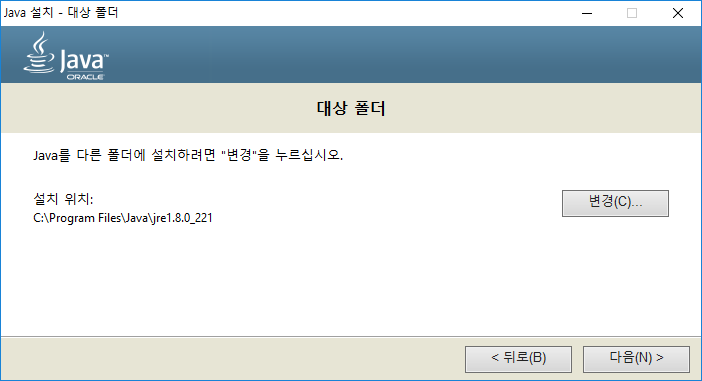 Java 설치 - 대상 폴더
Java™
ORACLE
대상 폴더
Java를 다른 폴더에 설치하려면 "변경"을 누르십시오.
설치 위치:
변경(C)...
C:\Program Files\Java\jre1.8.0_221
< 뒤로(B)
다음(N) >